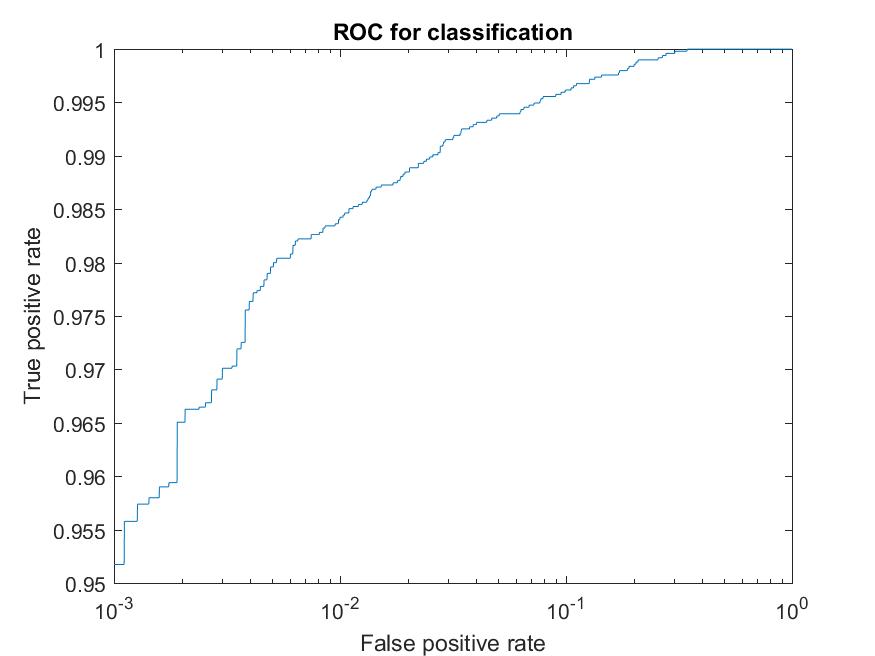 ROC for classification
1
0.995
0.99
0.985
0.98
0.975
0.97
0.965
0.96
0.955
0.95
True positive rate
10^-3 10^-2 10^-1 10^0
False positive rate